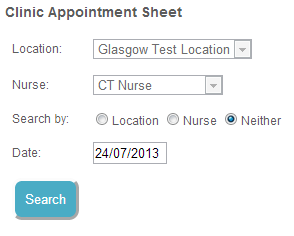 Clinic Appointment Sheet
Location: Glasgow Test Location
Nurse: CT Nurse
Search by: Location Nurse Neither
Date: 24/07/2013
Search